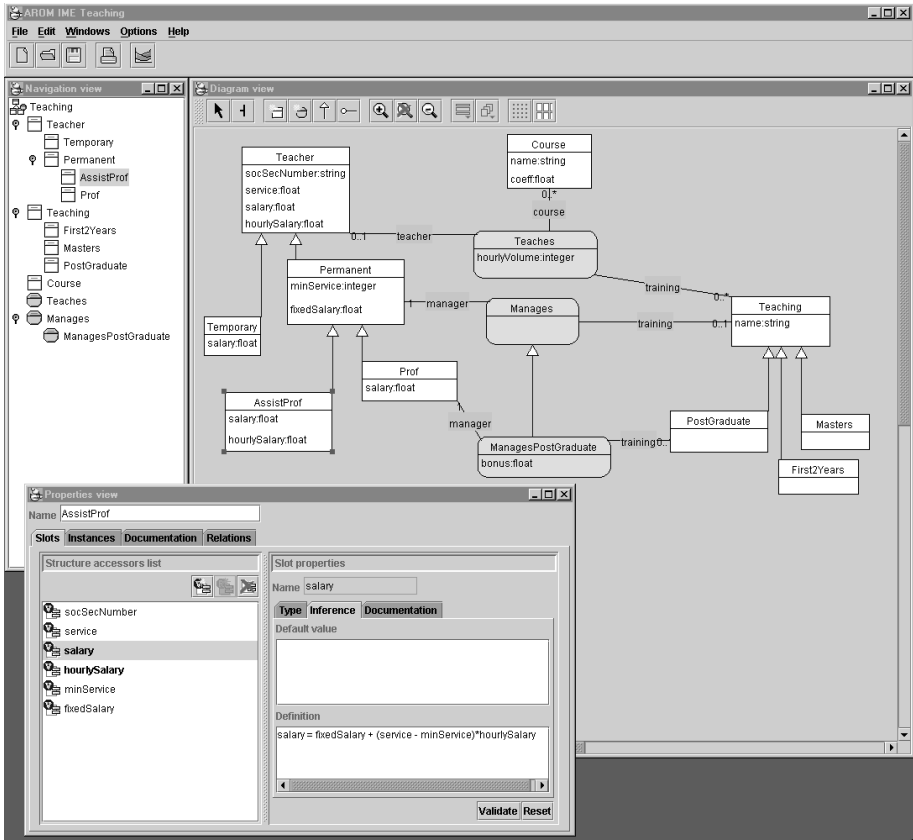 AROM IME Teaching
File Edit Windows Options Help
Navigation view
Teaching
Teacher
Temporary
Permanent
AssistProf
Prof
Teaching
First2Years
Masters
PostGraduate
Course
Teaches
Manages
ManagesPostGraduate
Diagram view
Teacher
socSecNumber:string
service:float
salary:float
hourlySalary:float
Course
name:string
coeff:float
0..*
course
0..1 teacher
Teaches
hourlyVolume:integer
training
0..*
Permanent
minService:integer
fixedSalary:float
1 manager
Manages
training 0..1
Teaching
name:string
Temporary
salary:float
Prof
salary:float
AssistProf
salary:float
hourlySalary:float
1
manager
ManagesPostGraduate
bonus:float
training 0..
PostGraduate
Masters
First2Years
Properties view
Name AssistProf
Slots Instances Documentation Relations
Structure accessors list
socSecNumber
service
salary
hourlySalary
minService
fixedSalary
Slot properties
Name salary
Type Inference Documentation
Default value
Definition
salary = fixedSalary + (service - minService)*hourlySalary
Validate Reset